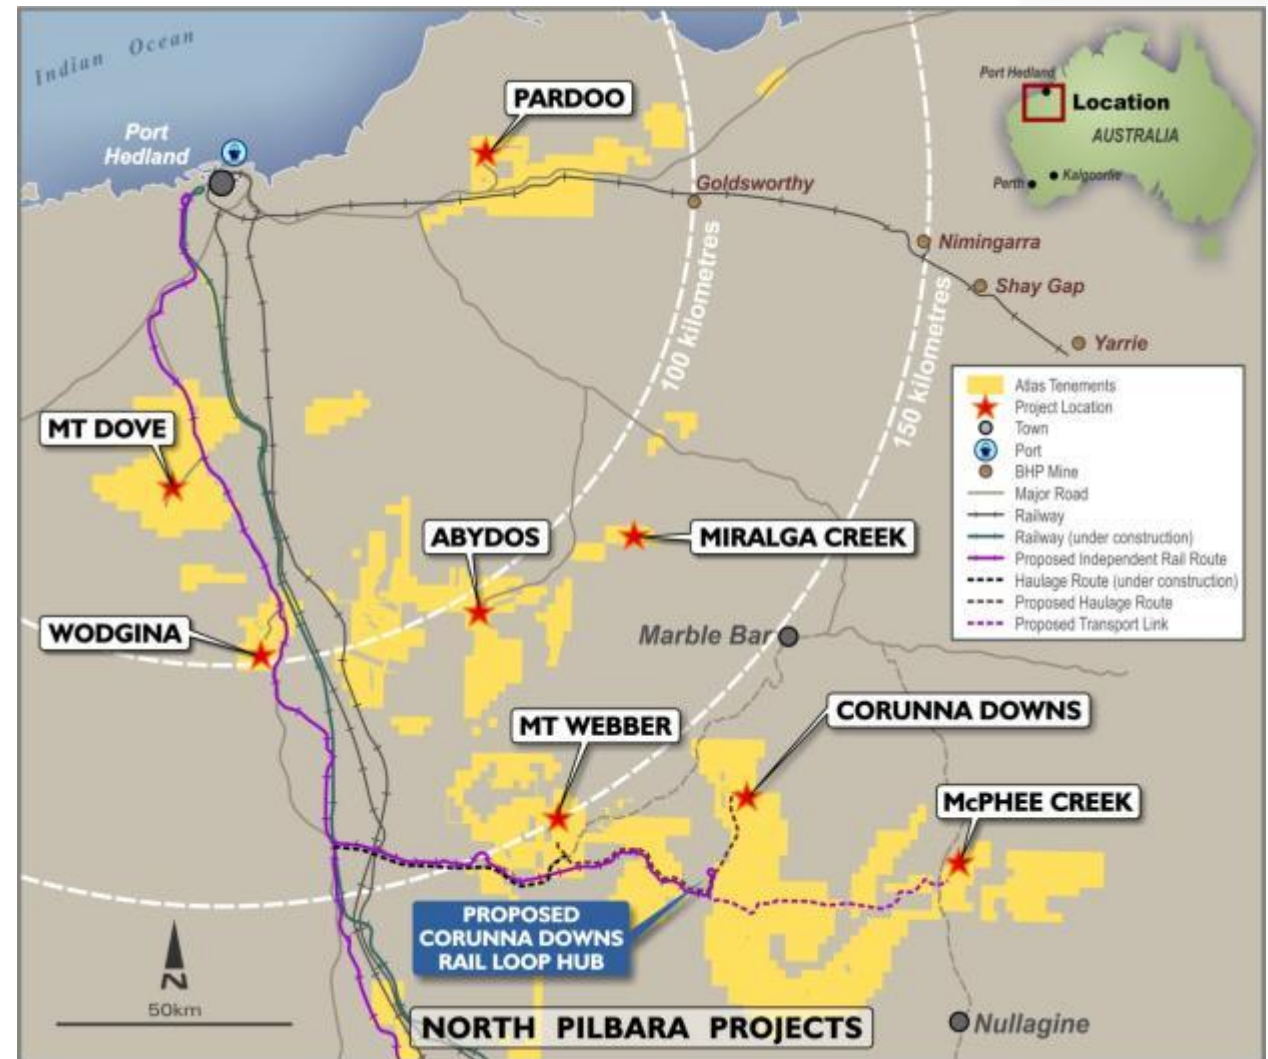 Indian Ocean
Port
Hedland
PARDOO
Port Hedland
Location
AUSTRALIA
Perth
Kalgoorlie
Goldsworthy
Nimingarra
Shay Gap
Yarrie
100 kilometres
150 kilometres
Atlas Tenements
Project Location
Town
Port
BHP Mine
Major Road
Railway
Railway (under construction)
Proposed Independent Rail Route
Haulage Route (under construction)
Proposed Haulage Route
Proposed Transport Link
MT DOVE
ABYDOS
MIRALGA CREEK
WODGINA
Marble Bar
MT WEBBER
CORUNNA DOWNS
McPHEE CREEK
PROPOSED
CORUNNA DOWNS
RAIL LOOP HUB
N
50km
NORTH PILBARA PROJECTS
Nullagine